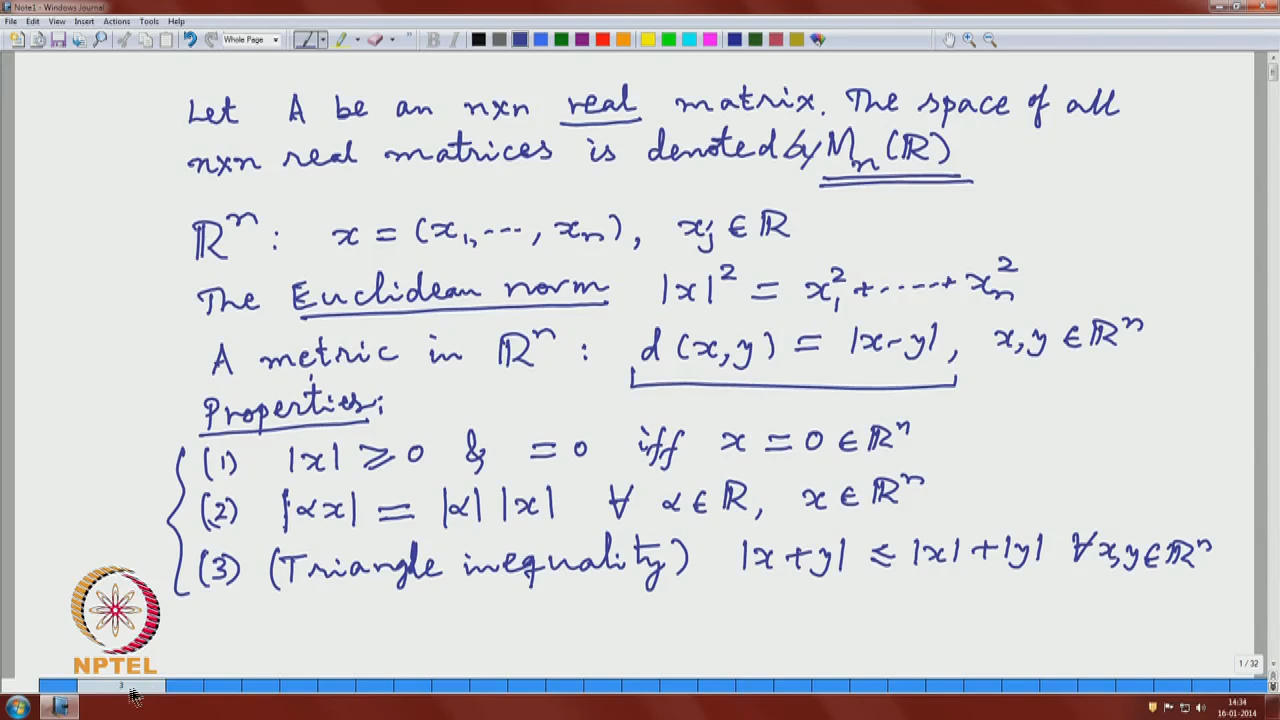 Note1 - Windows Journal
File Edit View Insert Actions Tools Help
Whole Page
Let A be an n×n real matrix. The space of all
n×n real matrices is denoted by Mₙ(ℝ)
ℝⁿ: x = (x₁, ..., xₙ), xⱼ ∈ ℝ
The Euclidean norm |x|² = x₁² + ..... + xₙ²
A metric in ℝⁿ : d(x,y) = |x-y|, x,y ∈ ℝⁿ
Properties:
(1) |x| ≥ 0 & = 0 iff x = 0 ∈ ℝⁿ
(2) |αx| = |α| |x| ∀ α ∈ ℝ, x ∈ ℝⁿ
(3) (Triangle inequality) |x+y| ≤ |x|+|y| ∀ x,y ∈ ℝⁿ
NPTEL
1 / 32
3
14:34
16-01-2014